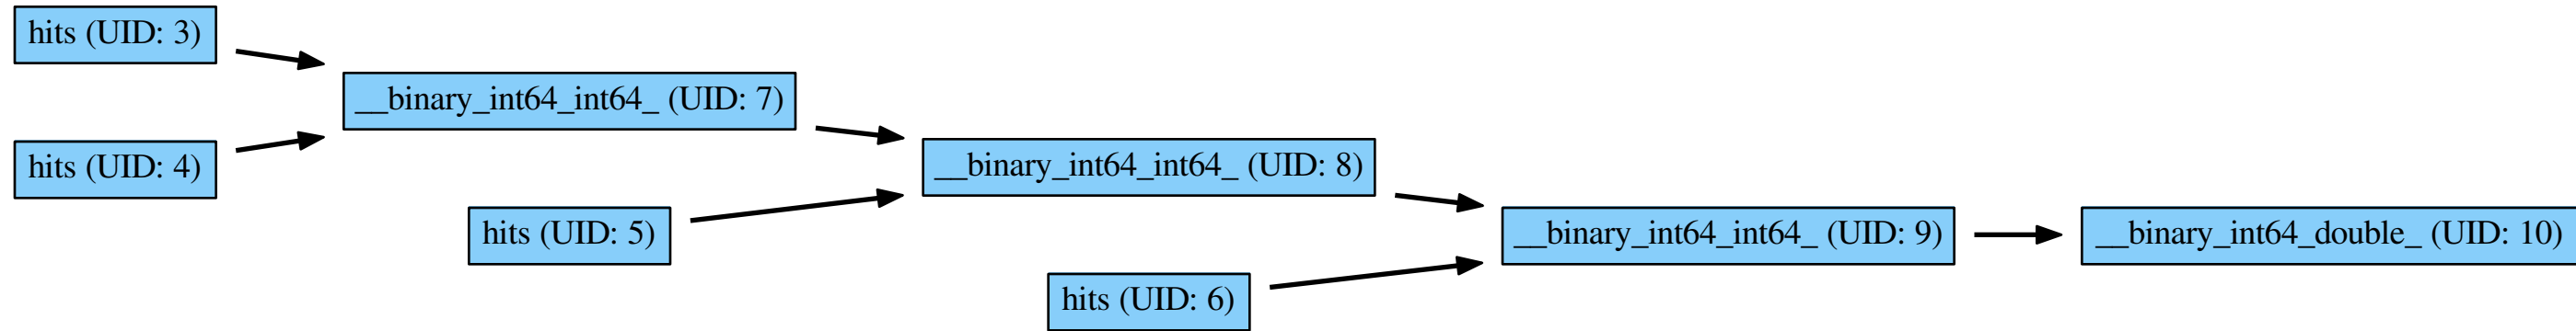 hits (UID: 3)
hits (UID: 4)
__binary_int64_int64_ (UID: 7)
hits (UID: 5)
__binary_int64_int64_ (UID: 8)
hits (UID: 6)
__binary_int64_int64_ (UID: 9)
__binary_int64_double_ (UID: 10)